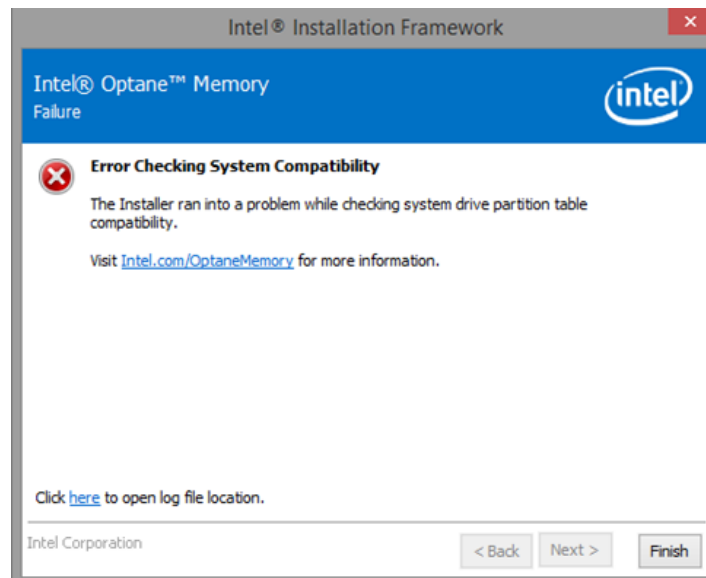 Intel® Installation Framework
Intel® Optane™ Memory
Failure
intel
Error Checking System Compatibility
The Installer ran into a problem while checking system drive partition table
compatibility.
Visit Intel.com/OptaneMemory for more information.
Click here to open log file location.
Intel Corporation
< Back
Next >
Finish